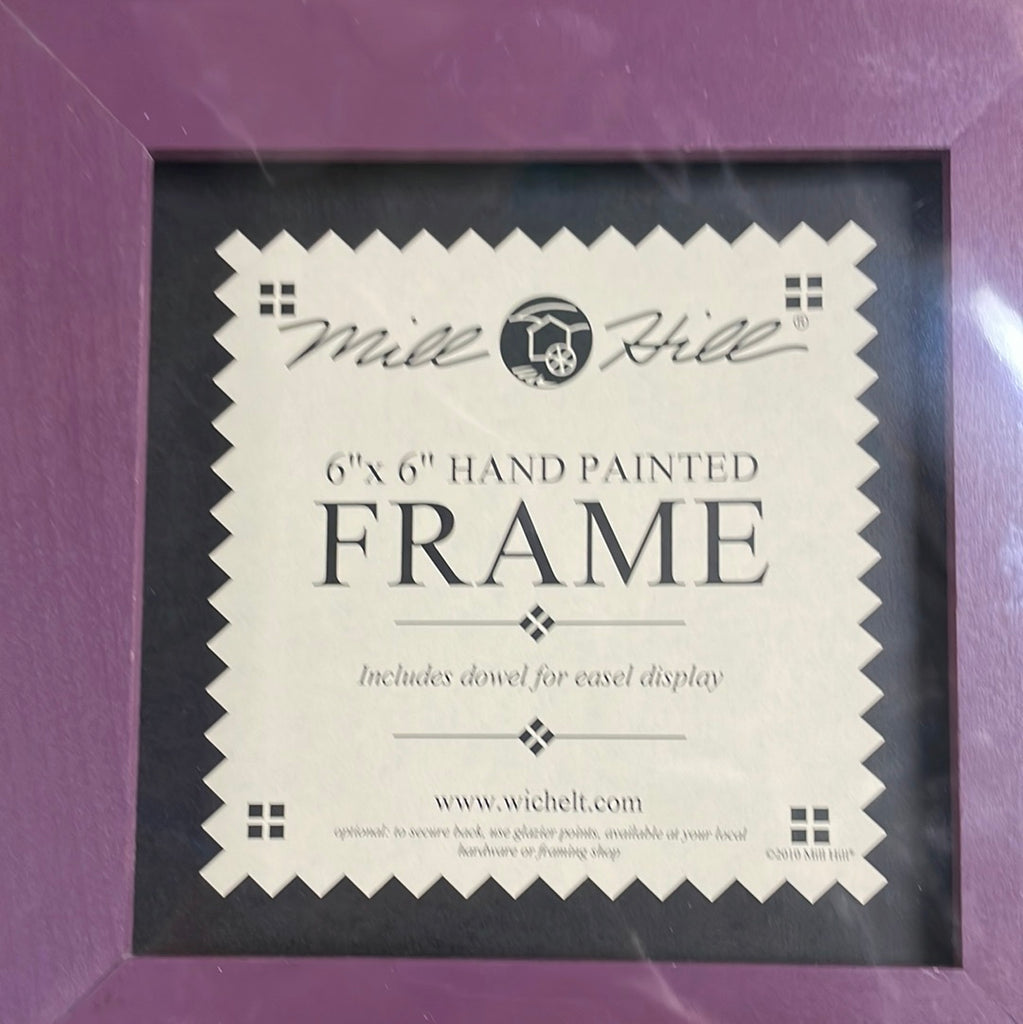 Mill Hill®
6"x 6" HAND PAINTED
FRAME
Includes dowel for easel display
www.wichelt.com
optional: to secure back, use glazier points, available at your local
hardware or framing shop
©2010 Mill Hill®